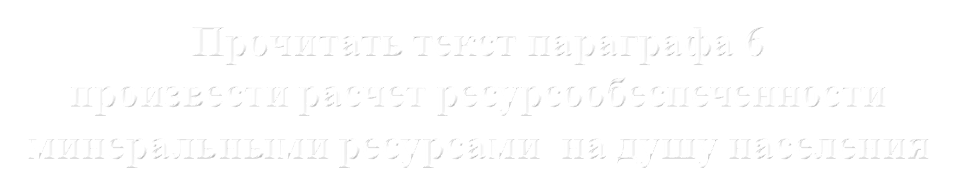 Прочитать текст параграфа 6
произвести расчет ресурсообеспеченности
минеральными ресурсами на душу населения